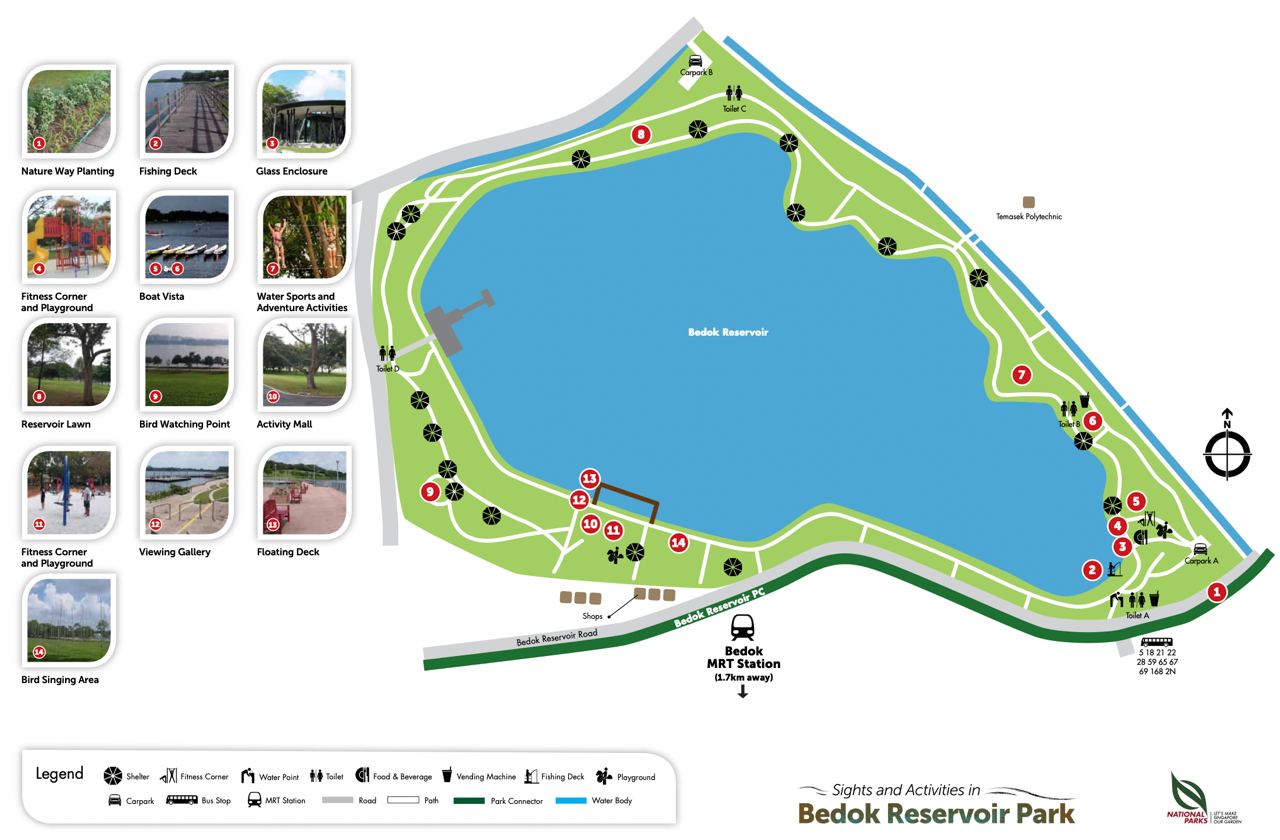 1
Nature Way Planting
2
Fishing Deck
3
Glass Enclosure
4
Fitness Corner
and Playground
5 & 6
Boat Vista
7
Water Sports and
Adventure Activities
8
Reservoir Lawn
9
Bird Watching Point
10
Activity Mall
11
Fitness Corner
and Playground
12
Viewing Gallery
13
Floating Deck
14
Bird Singing Area
Carpark B
Toilet C
8
Temasek Polytechnic
Bedok Reservoir
Toilet D
7
Toilet B
6
N
9
13
12
10
11
14
5
4
3
2
Carpark A
1
Toilet A
Shops
Bedok Reservoir Road
Bedok Reservoir PC
Bedok
MRT Station
(1.7km away)
5 18 21 22
28 59 65 67
69 168 2N
Legend
Shelter
Fitness Corner
Water Point
Toilet
Food & Beverage
Vending Machine
Fishing Deck
Playground
Carpark
Bus Stop
MRT Station
Road
Path
Park Connector
Water Body
Sights and Activities in
Bedok Reservoir Park
NATIONAL
PARKS
LET'S MAKE
SINGAPORE
OUR GARDEN